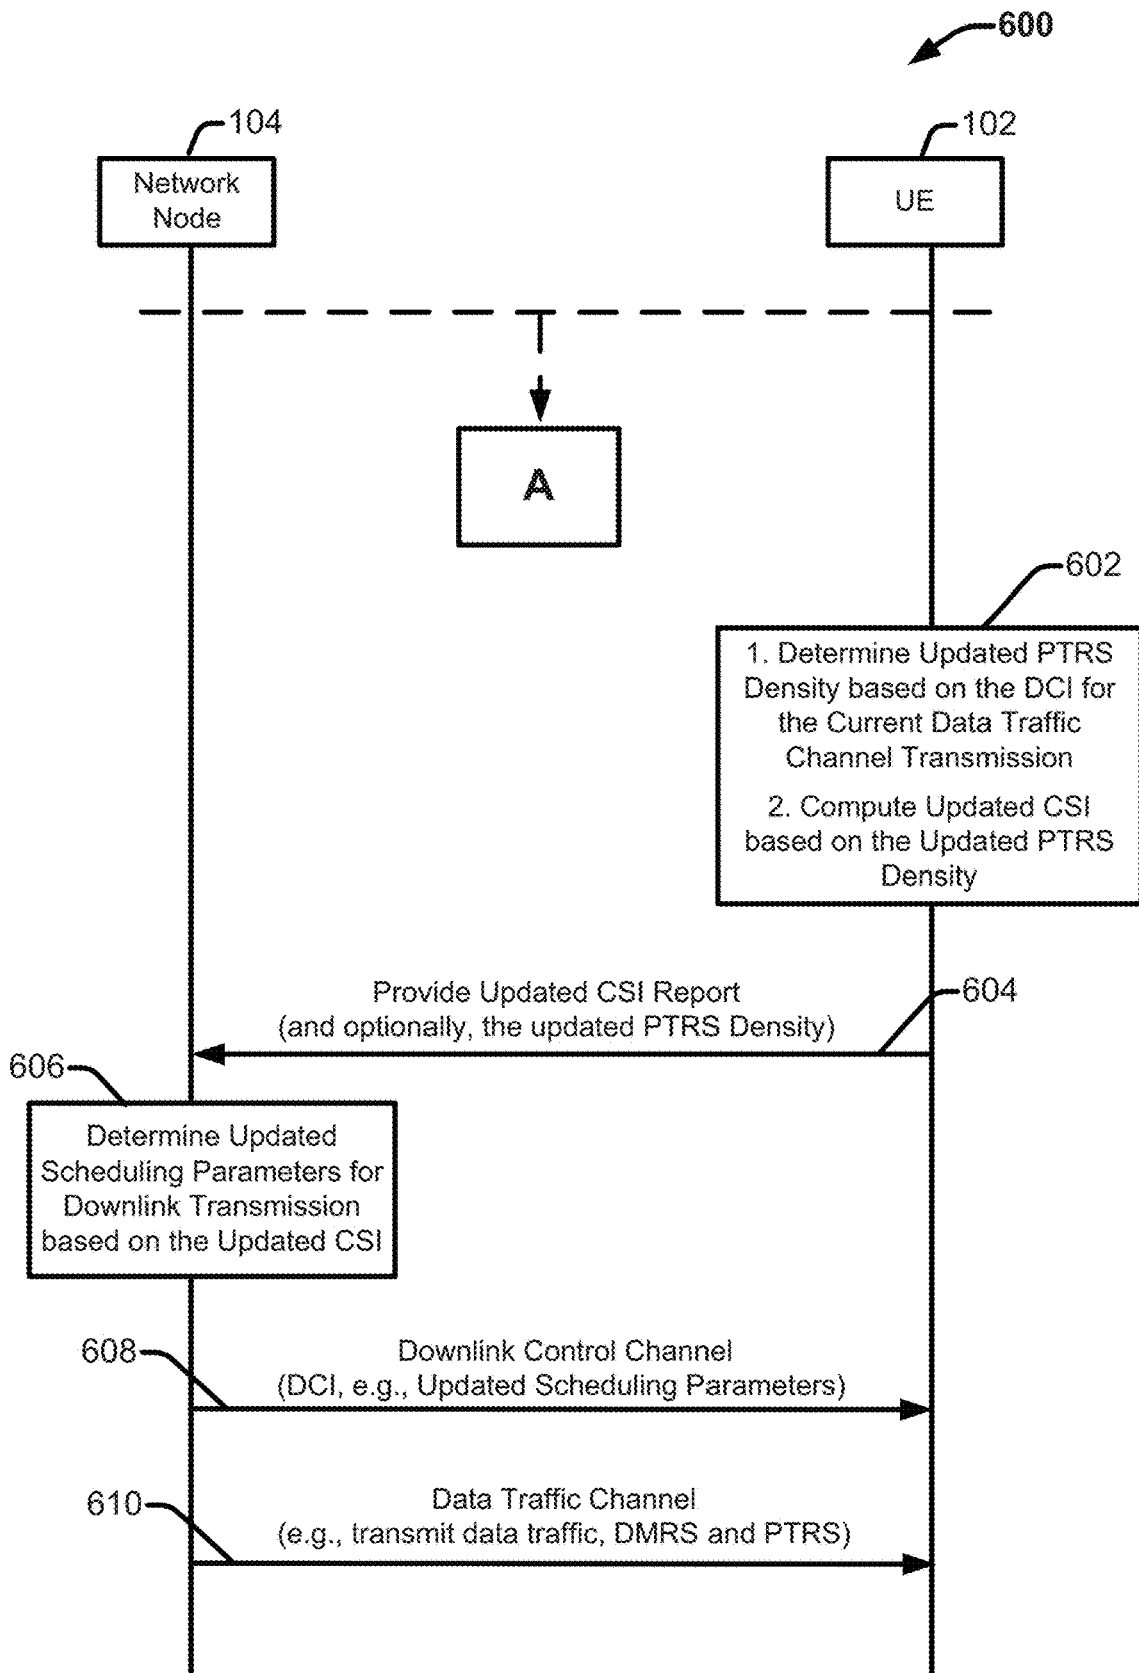 600
104
102
Network
Node
UE
A
602
1. Determine Updated PTRS
Density based on the DCI for
the Current Data Traffic
Channel Transmission
2. Compute Updated CSI
based on the Updated PTRS
Density
Provide Updated CSI Report
(and optionally, the updated PTRS Density)
604
606
Determine Updated
Scheduling Parameters for
Downlink Transmission
based on the Updated CSI
608
Downlink Control Channel
(DCI, e.g., Updated Scheduling Parameters)
610
Data Traffic Channel
(e.g., transmit data traffic, DMRS and PTRS)